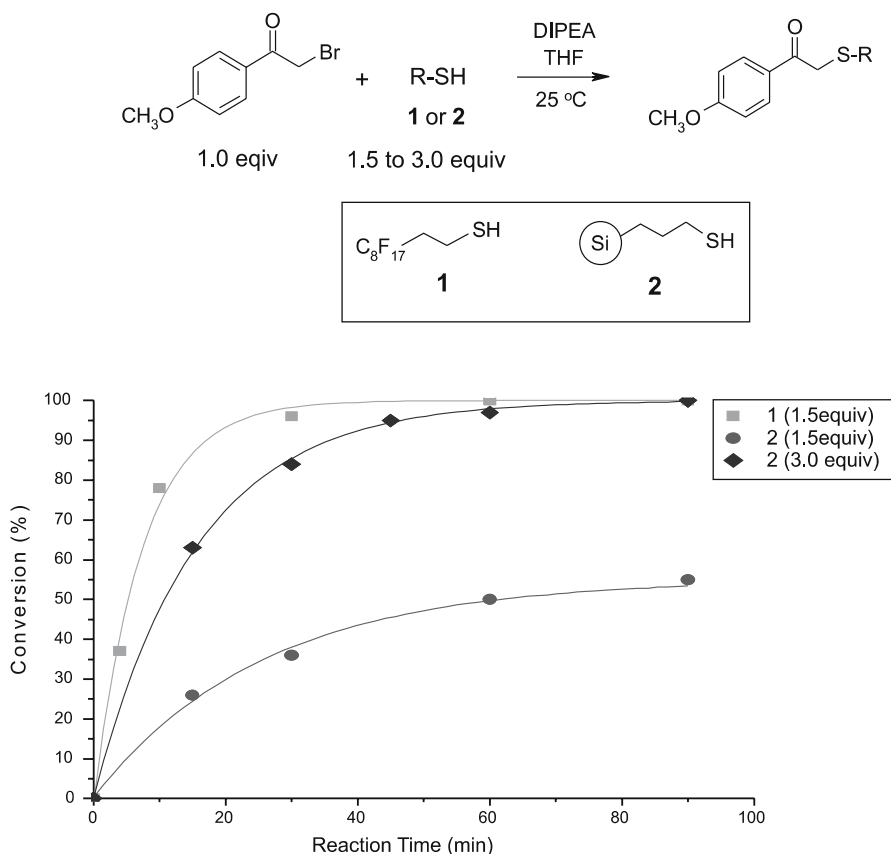 O
Br
CH3O
1.0 eqiv
+
R-SH
1 or 2
1.5 to 3.0 equiv
DIPEA
THF
25 °C
O
S-R
CH3O
C8F17
SH
1
Si
SH
2
Conversion (%)
100
90
80
70
60
50
40
30
20
10
0
0
20
40
60
80
100
Reaction Time (min)
1 (1.5equiv)
2 (1.5equiv)
2 (3.0 equiv)